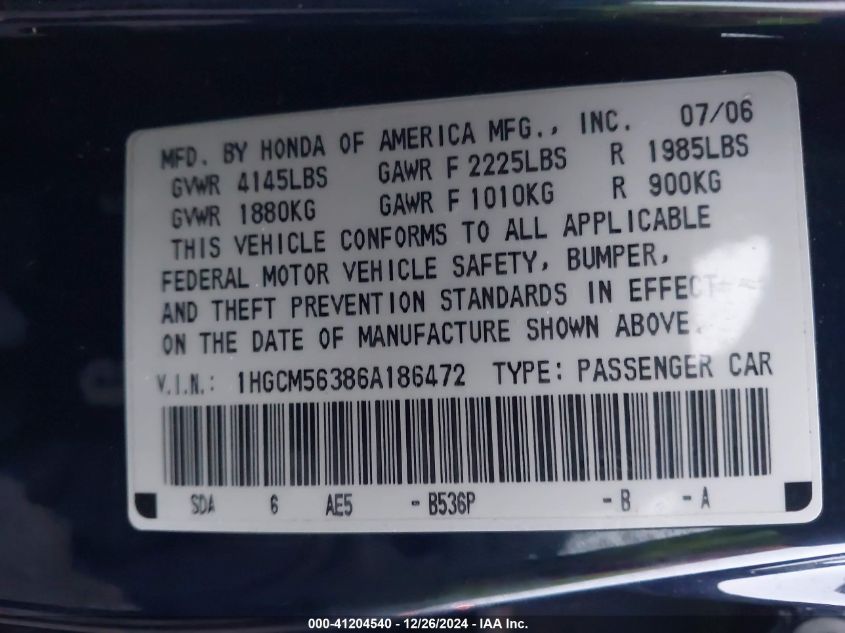 MFD. BY HONDA OF AMERICA MFG., INC. 07/06
GVWR 4145LBS GAWR F 2225LBS R 1985LBS
GVWR 1880KG GAWR F 1010KG R 900KG
THIS VEHICLE CONFORMS TO ALL APPLICABLE
FEDERAL MOTOR VEHICLE SAFETY, BUMPER,
AND THEFT PREVENTION STANDARDS IN EFFECT
ON THE DATE OF MANUFACTURE SHOWN ABOVE.
V.I.N.: 1HGCM56386A186472 TYPE: PASSENGER CAR
SDA 6 AE5 - B536P - B - A
000-41204540 - 12/26/2024 - IAA Inc.